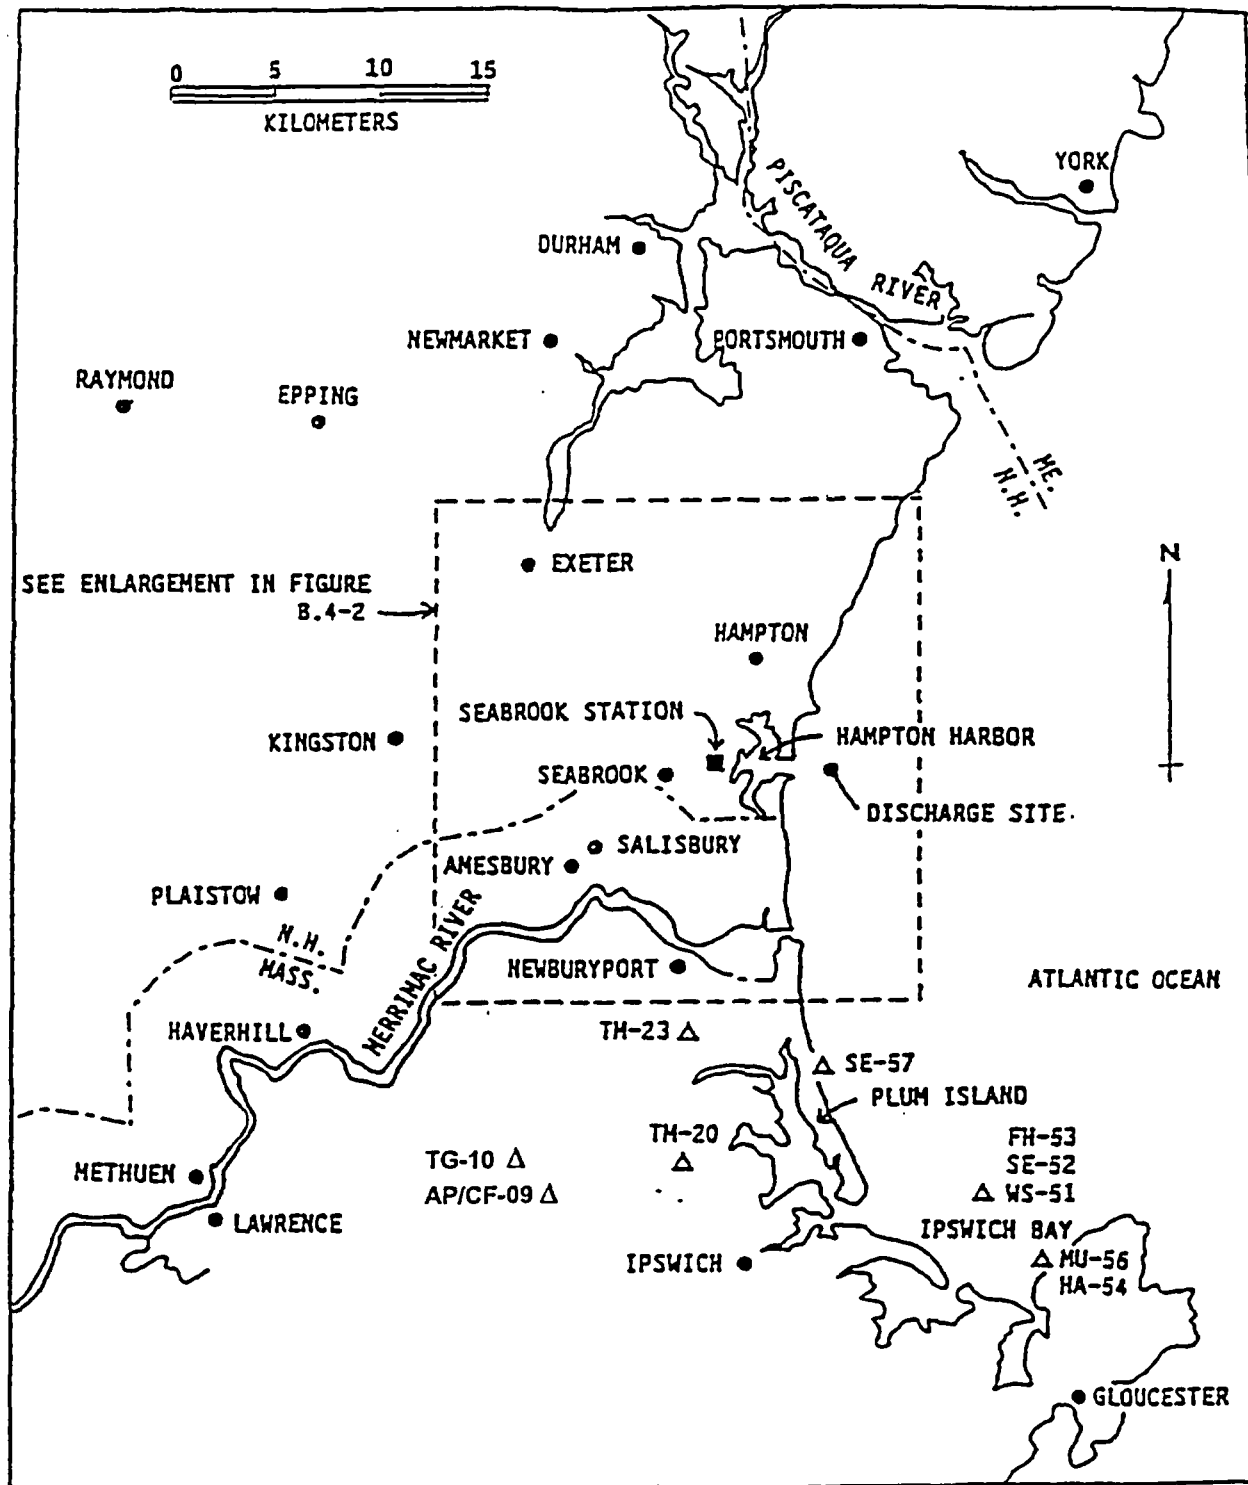 0 5 10 15
KILOMETERS
YORK
PISCATAQUA
RIVER
DURHAM
NEWMARKET
PORTSMOUTH
RAYMOND
EPPING
ME.
N.H.
N
EXETER
SEE ENLARGEMENT IN FIGURE
B.4-2
HAMPTON
SEABROOK STATION
KINGSTON
HAMPTON HARBOR
SEABROOK
DISCHARGE SITE
SALISBURY
AMESBURY
PLAISTOW
N.H.
MASS.
MERRIMAC RIVER
NEWBURYPORT
ATLANTIC OCEAN
HAVERHILL
TM-23
SE-57
PLUM ISLAND
TM-20
FH-53
SE-52
WS-51
TG-10
AP/CF-09
METHUEN
LAWRENCE
IPSWICH BAY
IPSWICH
MU-56
HA-54
GLOUCESTER